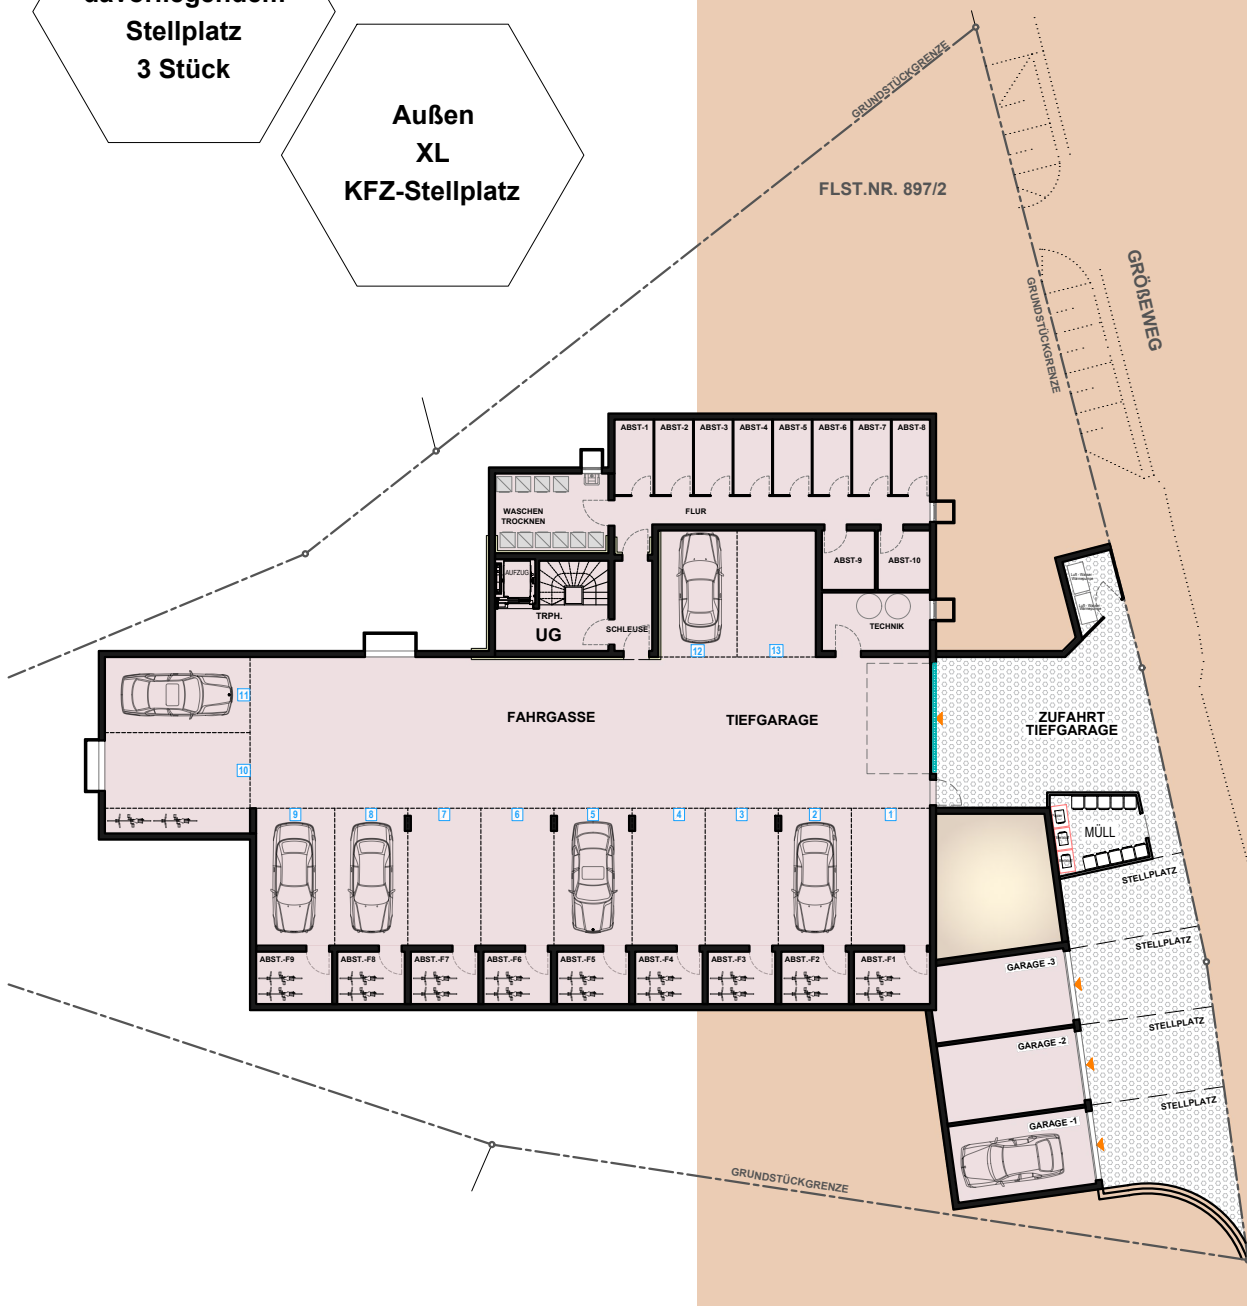 davorliegendem
Stellplatz
3 Stück
Außen
XL
KFZ-Stellplatz
GRUNDSTÜCKGRENZE
FLST.NR. 897/2
GRÖßEWEG
GRUNDSTÜCKGRENZE
ABST-1
ABST-2
ABST-3
ABST-4
ABST-5
ABST-6
ABST-7
ABST-8
WASCHEN
TROCKNEN
FLUR
ABST-9
ABST-10
AUFZUG
TRPH.
UG
SCHLEUSE
TECHNIK
12
13
11
FAHRGASSE
TIEFGARAGE
ZUFAHRT
TIEFGARAGE
10
9
8
7
6
5
4
3
2
1
MÜLL
STELLPLATZ
STELLPLATZ
ABST.-F9
ABST.-F8
ABST.-F7
ABST.-F6
ABST.-F5
ABST.-F4
ABST.-F3
ABST.-F2
ABST.-F1
GARAGE -3
STELLPLATZ
GARAGE -2
STELLPLATZ
GARAGE -1
GRUNDSTÜCKGRENZE